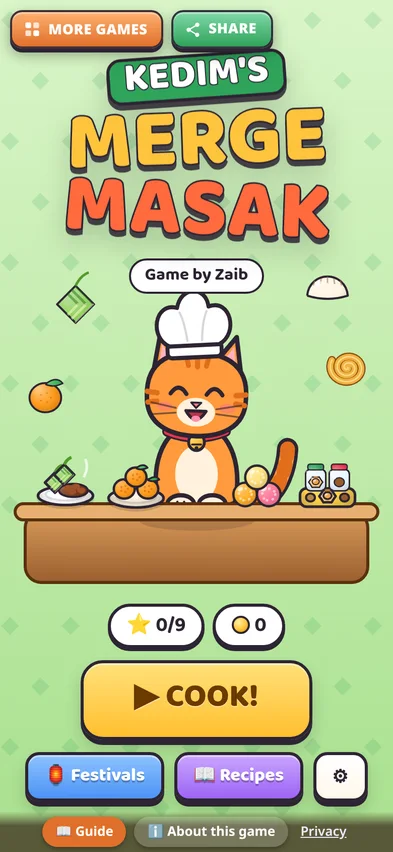 MORE GAMES
SHARE
KEDIM'S
MERGE
MASAK
Game by Zaib
⭐ 0/9
0
▶ COOK!
🏮 Festivals
📖 Recipes
⚙
📖 Guide
ℹ️ About this game
Privacy